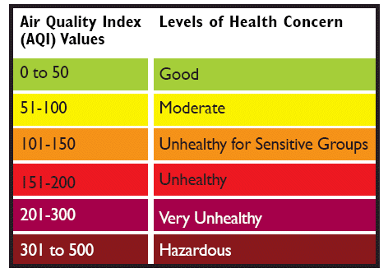 Air Quality Index Levels of Health Concern
(AQI) Values
0 to 50 Good
51-100 Moderate
101-150 Unhealthy for Sensitive Groups
151-200 Unhealthy
201-300 Very Unhealthy
301 to 500 Hazardous